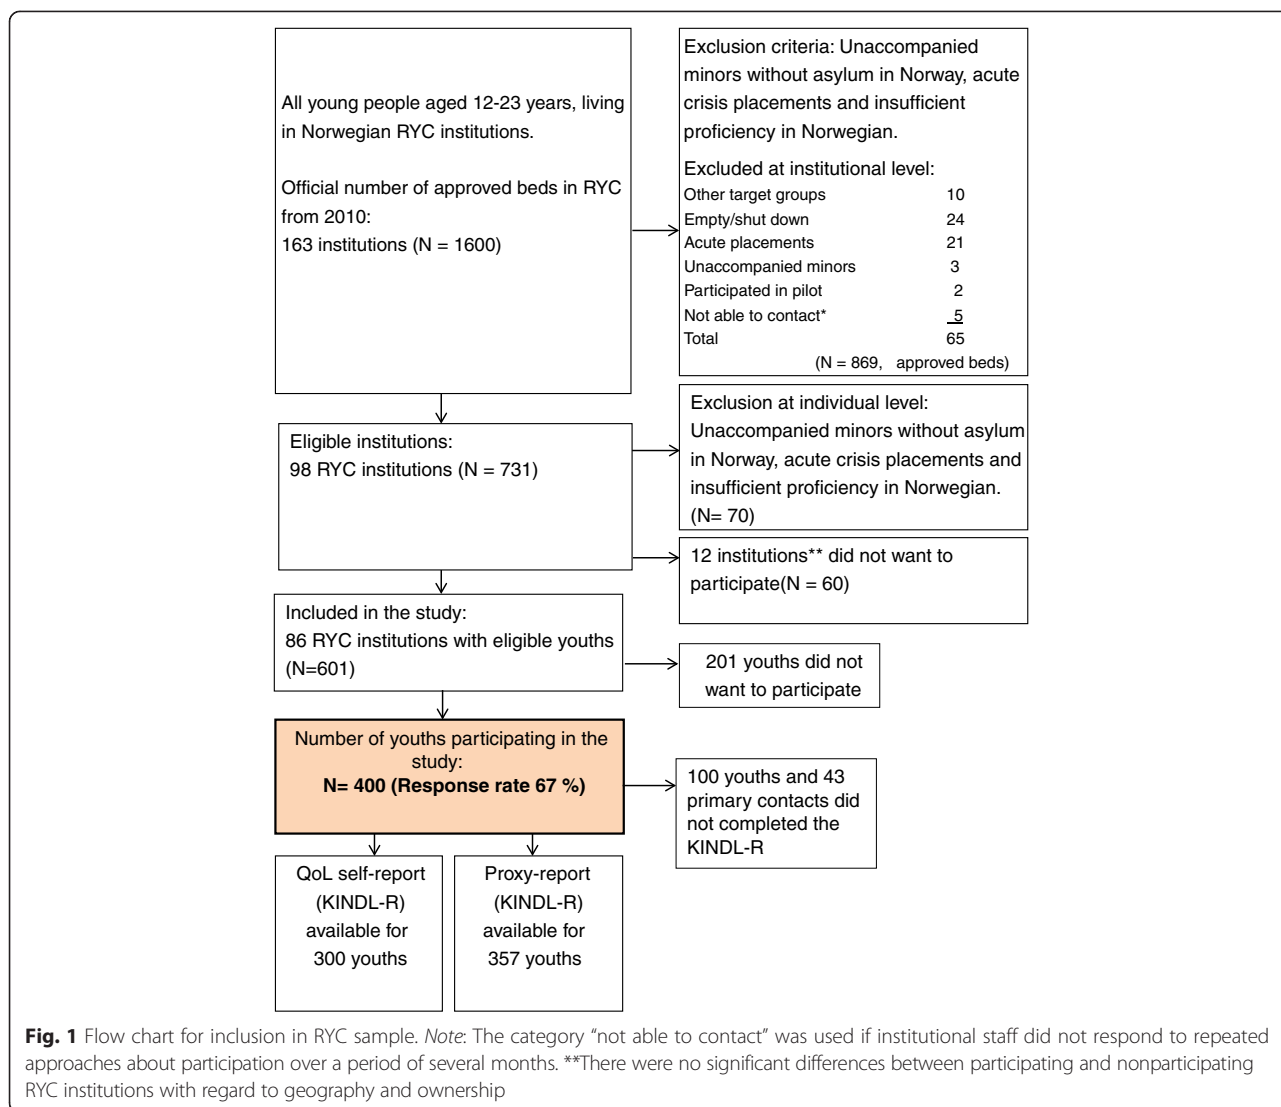 All young people aged 12-23 years, living
in Norwegian RYC institutions.
Official number of approved beds in RYC
from 2010:
163 institutions (N = 1600)
Exclusion criteria: Unaccompanied
minors without asylum in Norway, acute
crisis placements and insufficient
proficiency in Norwegian.
Excluded at institutional level:
Other target groups 10
Empty/shut down 24
Acute placements 21
Unaccompanied minors 3
Participated in pilot 2
Not able to contact* 5
Total 65
(N = 869, approved beds)
Eligible institutions:
98 RYC institutions (N = 731)
Exclusion at individual level:
Unaccompanied minors without asylum
in Norway, acute crisis placements and
insufficient proficiency in Norwegian.
(N= 70)
12 institutions** did not want to
participate(N = 60)
Included in the study:
86 RYC institutions with eligible youths
(N=601)
201 youths did not
want to participate
Number of youths participating in the
study:
N= 400 (Response rate 67 %)
100 youths and 43
primary contacts did
not completed the
KINDL-R
QoL self-report
(KINDL-R)
available for
300 youths
Proxy-report
(KINDL-R)
available for
357 youths
Fig. 1 Flow chart for inclusion in RYC sample. Note: The category “not able to contact” was used if institutional staff did not respond to repeated
approaches about participation over a period of several months. **There were no significant differences between participating and nonparticipating
RYC institutions with regard to geography and ownership